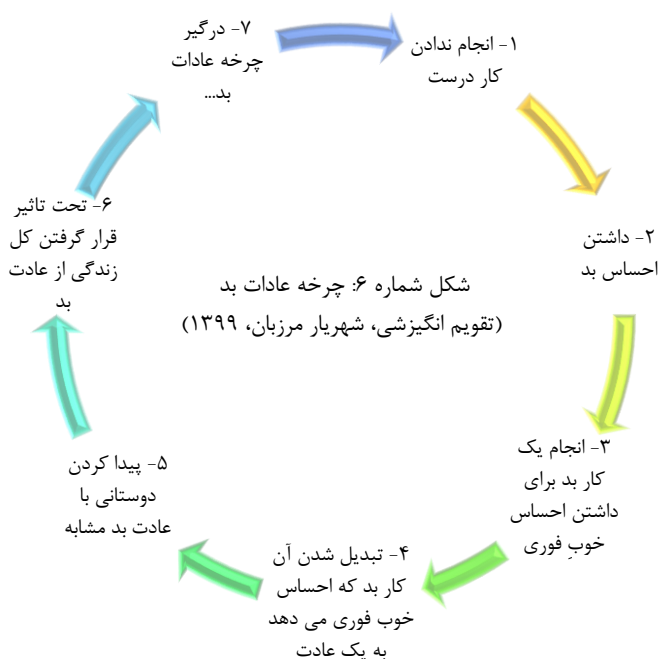 ۱- انجام ندادن
کار درست
۲- داشتن
احساس بد
۳- انجام یک
کار بد برای
داشتن احساس
خوبِ فوری
۴- تبدیل شدن آن
کار بد که احساس
خوب فوری می دهد
به یک عادت
۵- پیدا کردن
دوستانی با
عادت بد مشابه
۶- تحت تاثیر
قرار گرفتن کل
زندگی از عادت
بد
۷- درگیر
چرخه عادات
بد...
شکل شماره ۶: چرخه عادات بد
(تقویم انگیزشی، شهریار مرزبان، ۱۳۹۹)